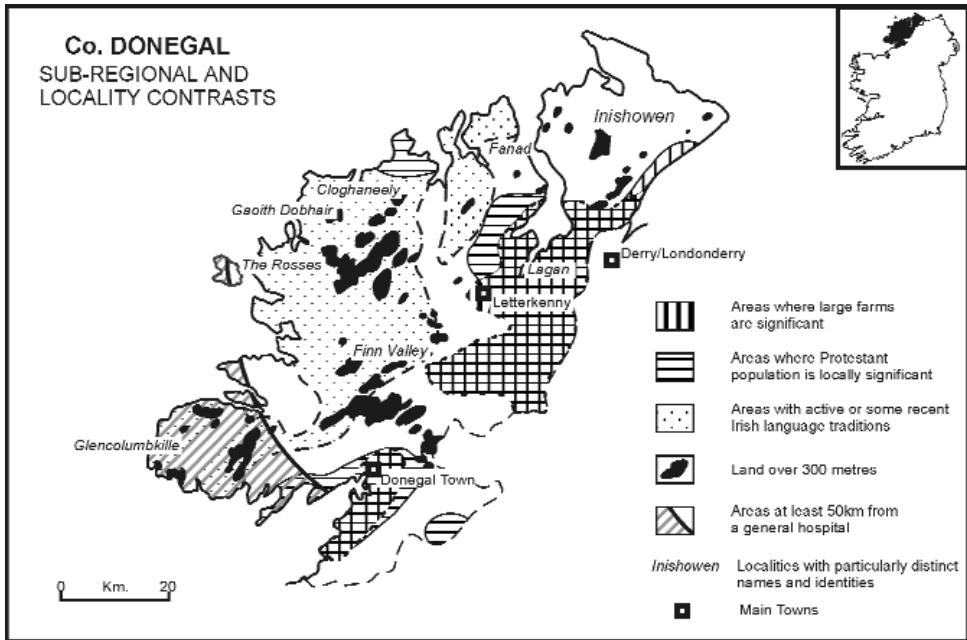 Co. DONEGAL
SUB-REGIONAL AND
LOCALITY CONTRASTS
Inishowen
Fanad
Cloghaneely
Gaoith Dobhair
The Rosses
Lagan
Derry/Londonderry
Letterkenny
Finn Valley
Glencolumbkille
Donegal Town
Areas where large farms
are significant
Areas where Protestant
population is locally significant
Areas with active or some recent
Irish language traditions
Land over 300 metres
Areas at least 50km from
a general hospital
Inishowen
Localities with particularly distinct
names and identities
Main Towns
0 Km. 20